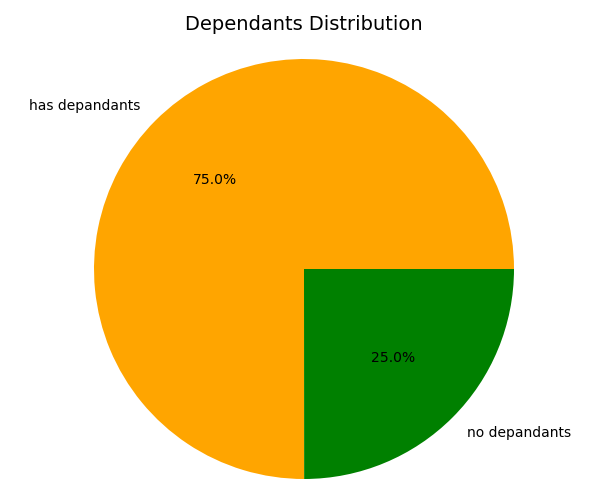 Dependants Distribution
has depandants
75.0%
25.0%
no depandants